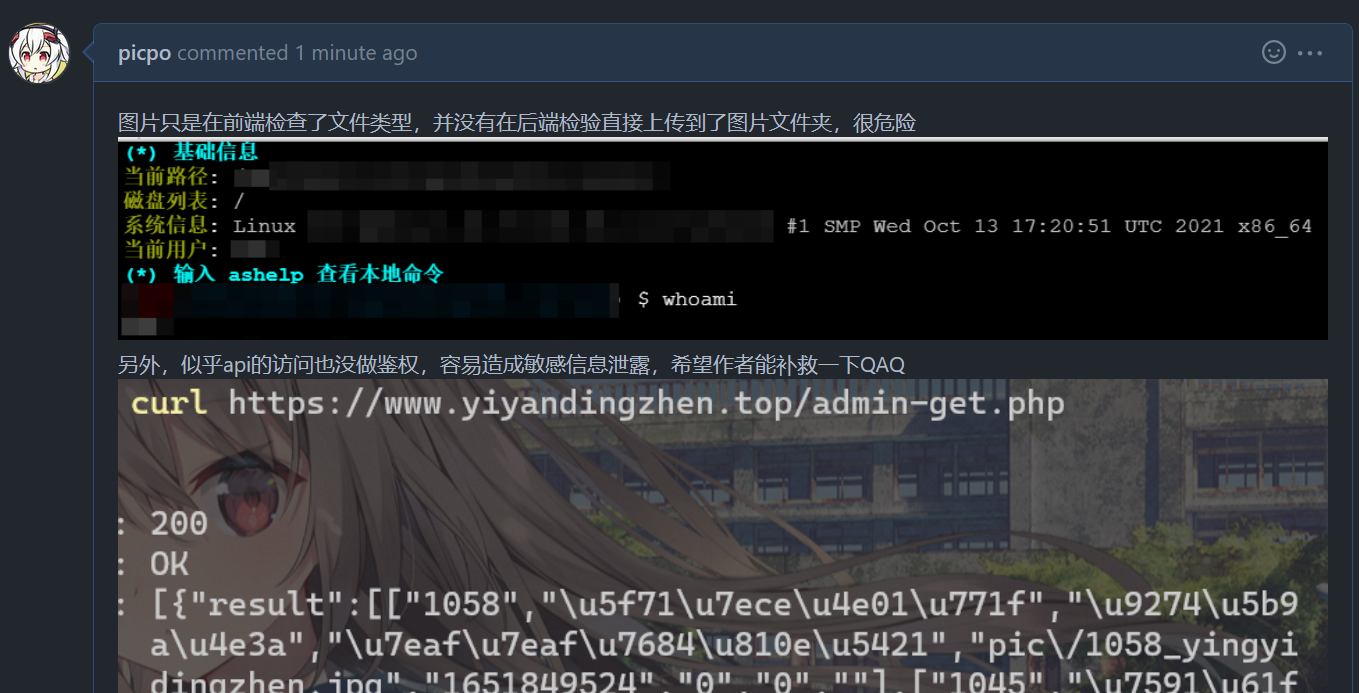 picpo commented 1 minute ago
图片只是在前端检查了文件类型，并没有在后端检验直接上传到了图片文件夹，很危险
(*) 基础信息
当前路径:
磁盘列表: /
系统信息: Linux #1 SMP Wed Oct 13 17:20:51 UTC 2021 x86_64
当前用户:
(*) 输入 ashelp 查看本地命令
$ whoami
另外，似乎api的访问也没做鉴权，容易造成敏感信息泄露，希望作者能补救一下QAQ
curl https://www.yiyandingzhen.top/admin-get.php
: 200
: OK
: [{"result":[["1058","\u5f71\u7ece\u4e01\u771f","\u9274\u5b9
a\u4e3a","\u7eaf\u7eaf\u7684\u810e\u5421","pic\/1058_yingyi
dingzhen.jpg","1651849524","0","0",""],["1045","\u7591\u61f